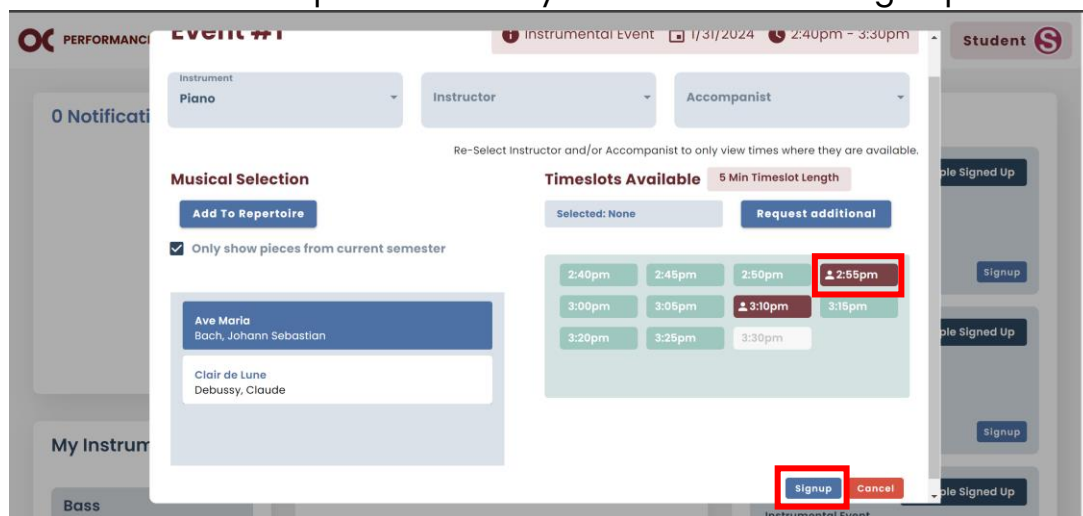 PERFORMANC
Event #1
Instrumental Event 1/31/2024 2:40pm - 3:30pm
Student
Instrument
Piano
Instructor
Accompanist
0 Notificati
Re-Select Instructor and/or Accompanist to only view times where they are available.
Musical Selection
Timeslots Available
5 Min Timeslot Length
ple Signed Up
Add To Repertoire
Selected: None
Request additional
Only show pieces from current semester
2:40pm 2:45pm 2:50pm 2:55pm
Signup
3:00pm 3:05pm 3:10pm 3:15pm
Ave Maria
Bach, Johann Sebastian
ple Signed Up
3:20pm 3:25pm 3:30pm
Clair de Lune
Debussy, Claude
My Instrum
Signup
Signup Cancel
Bass
ple Signed Up
Instrumental Event